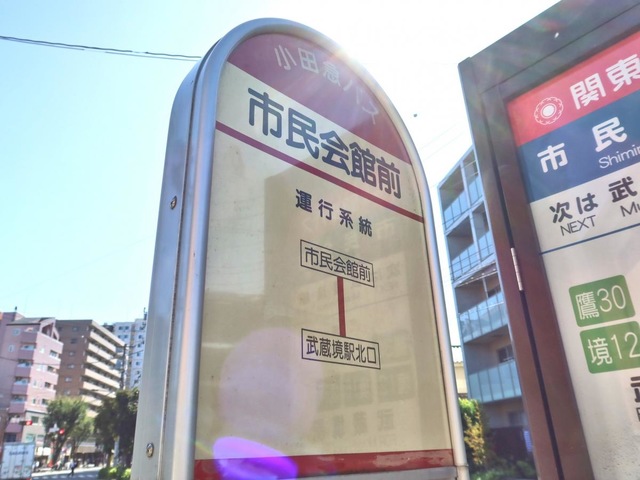 小田急バス
市民会館前
運行系統
市民会館前
武蔵境駅北口
関東
市民
Shimin
次は 武
NEXT Mu
鷹30
境12
武